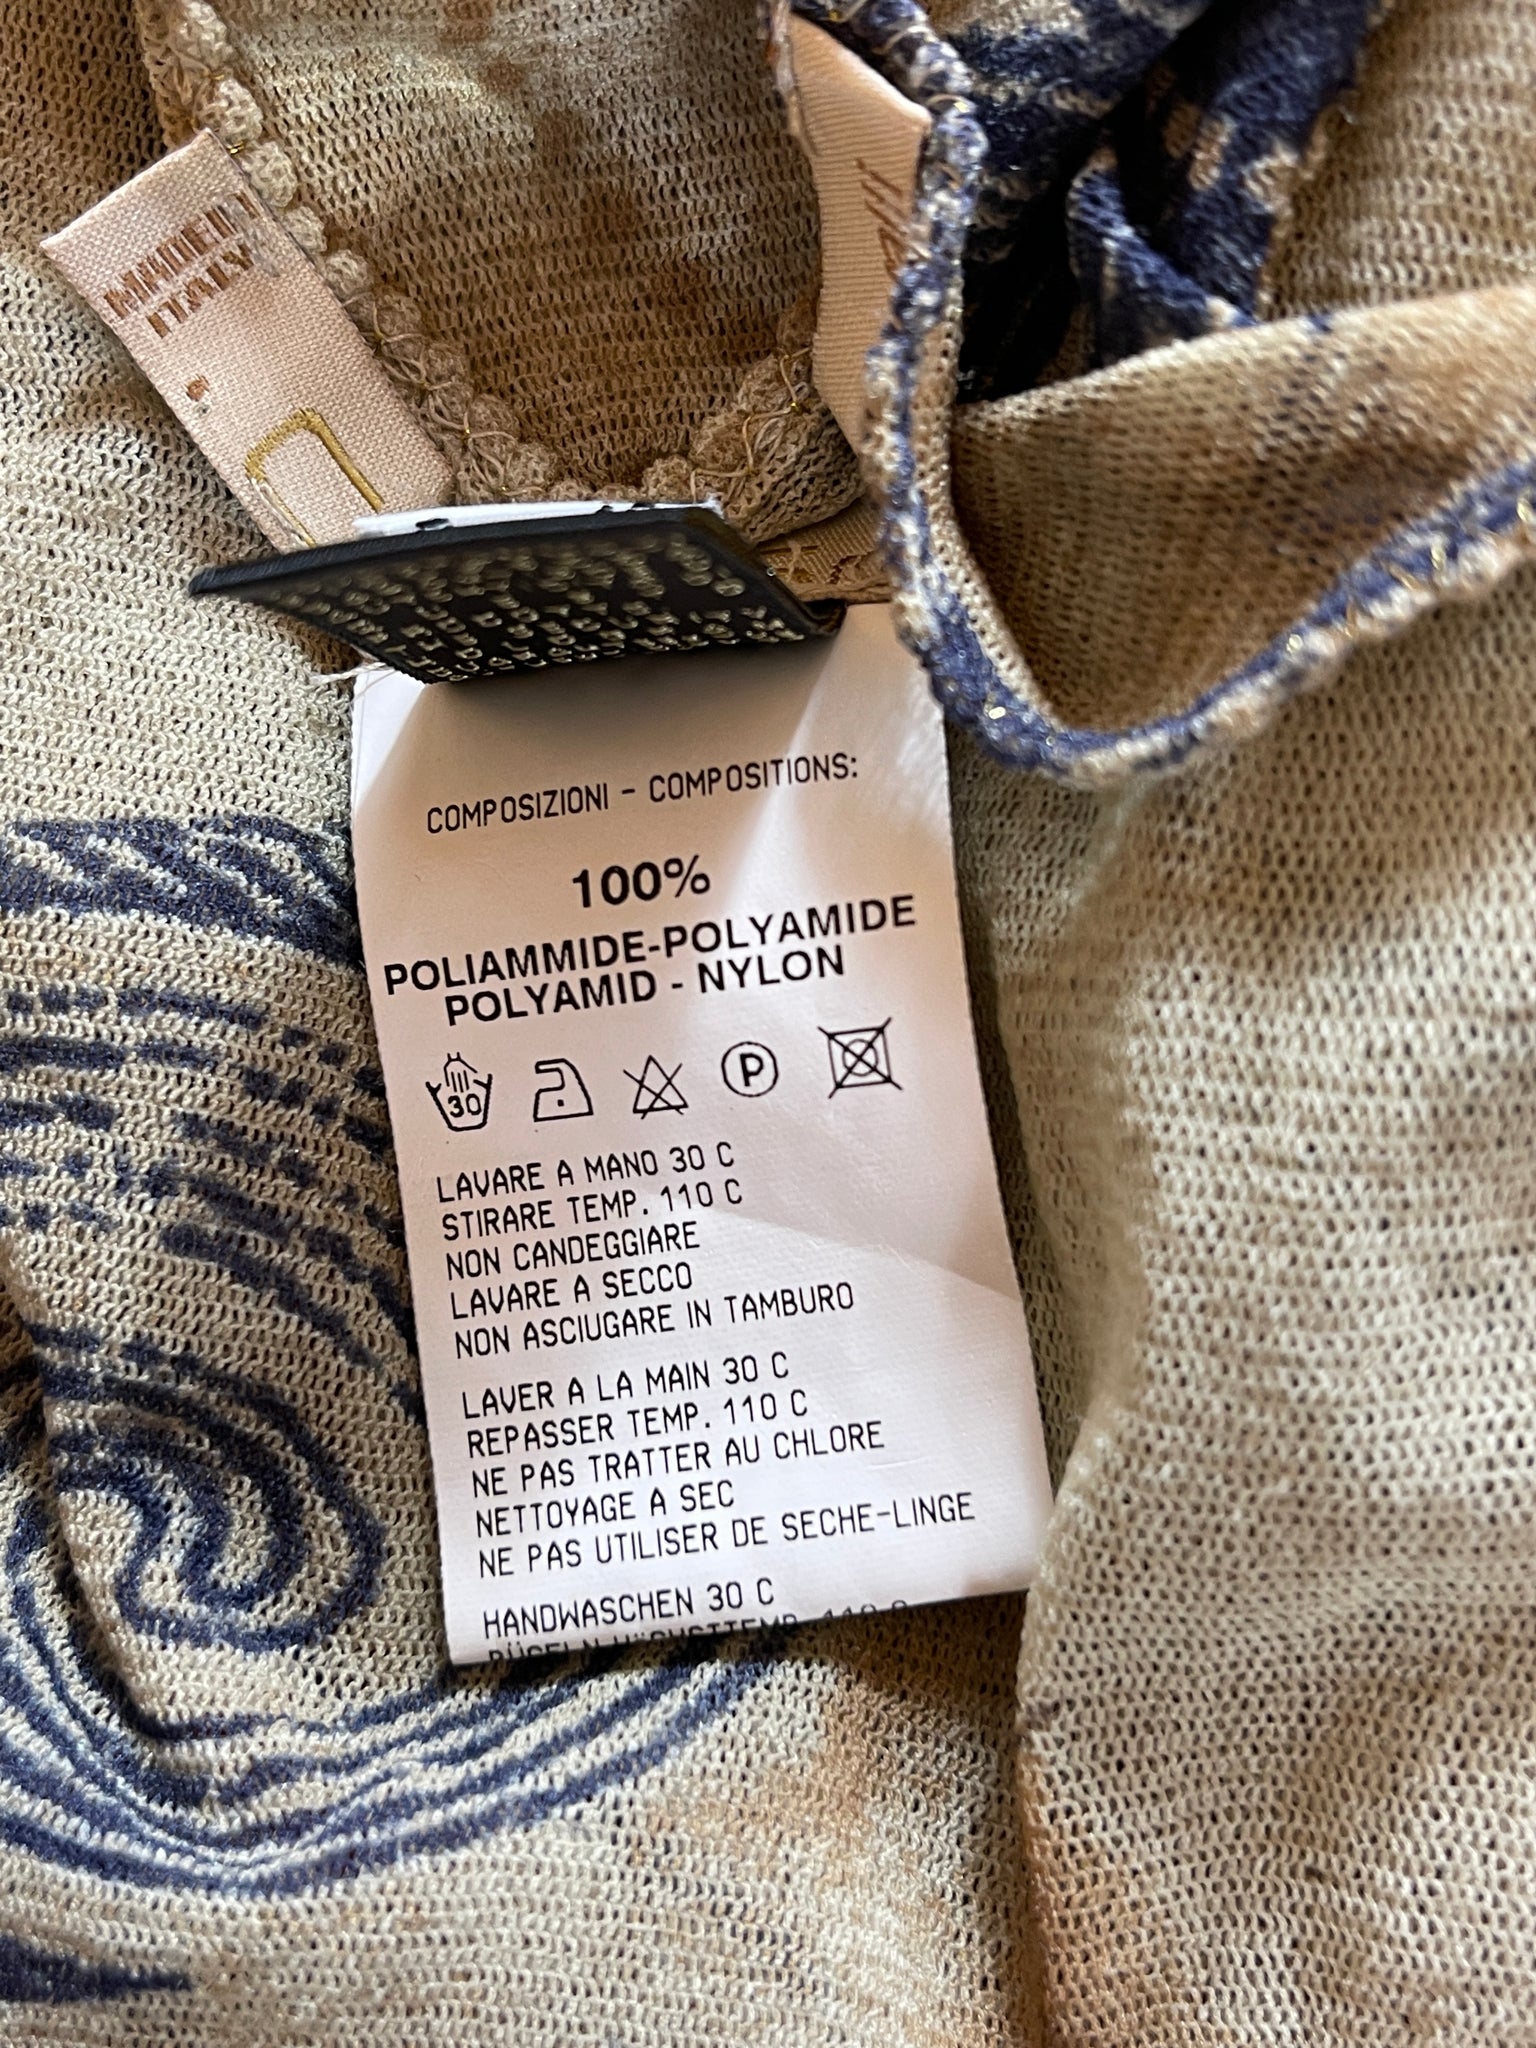 MADE IN
ITALY
S
COMPOSIZIONI - COMPOSITIONS:
100%
POLIAMMIDE-POLYAMIDE
POLYAMID - NYLON
30
P
LAVARE A MANO 30 C
STIRARE TEMP. 110 C
NON CANDEGGIARE
LAVARE A SECCO
NON ASCIUGARE IN TAMBURO
LAVER A LA MAIN 30 C
REPASSER TEMP. 110 C
NE PAS TRATTER AU CHLORE
NETTOYAGE A SEC
NE PAS UTILISER DE SECHE-LINGE
HANDWASCHEN 30 C